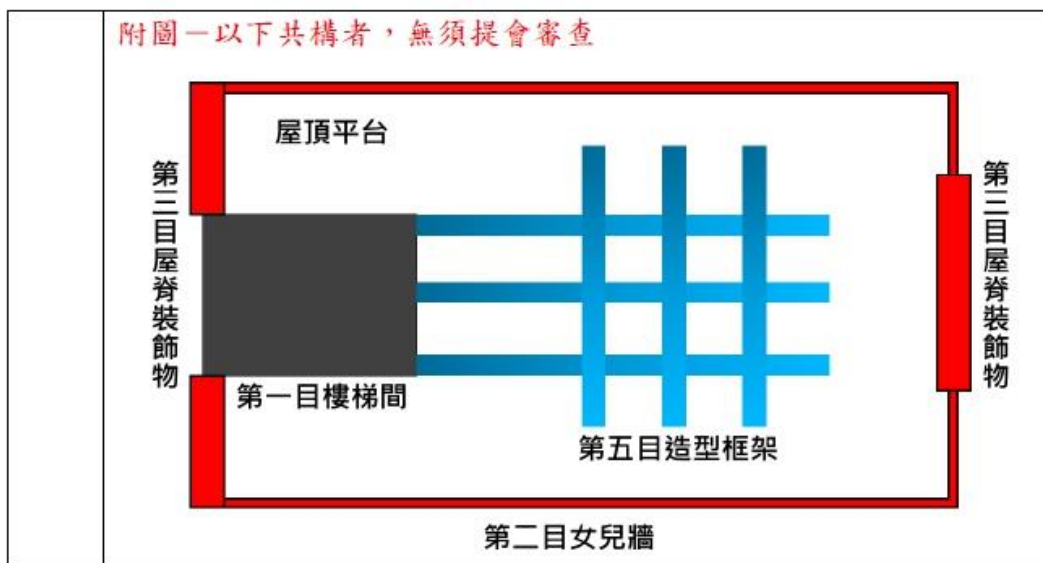 附圖一以下共構者，無須提會審查
屋頂平台
第三目屋脊裝飾物
第三目屋脊裝飾物
第一目樓梯間
第五目造型框架
第二目女兒牆